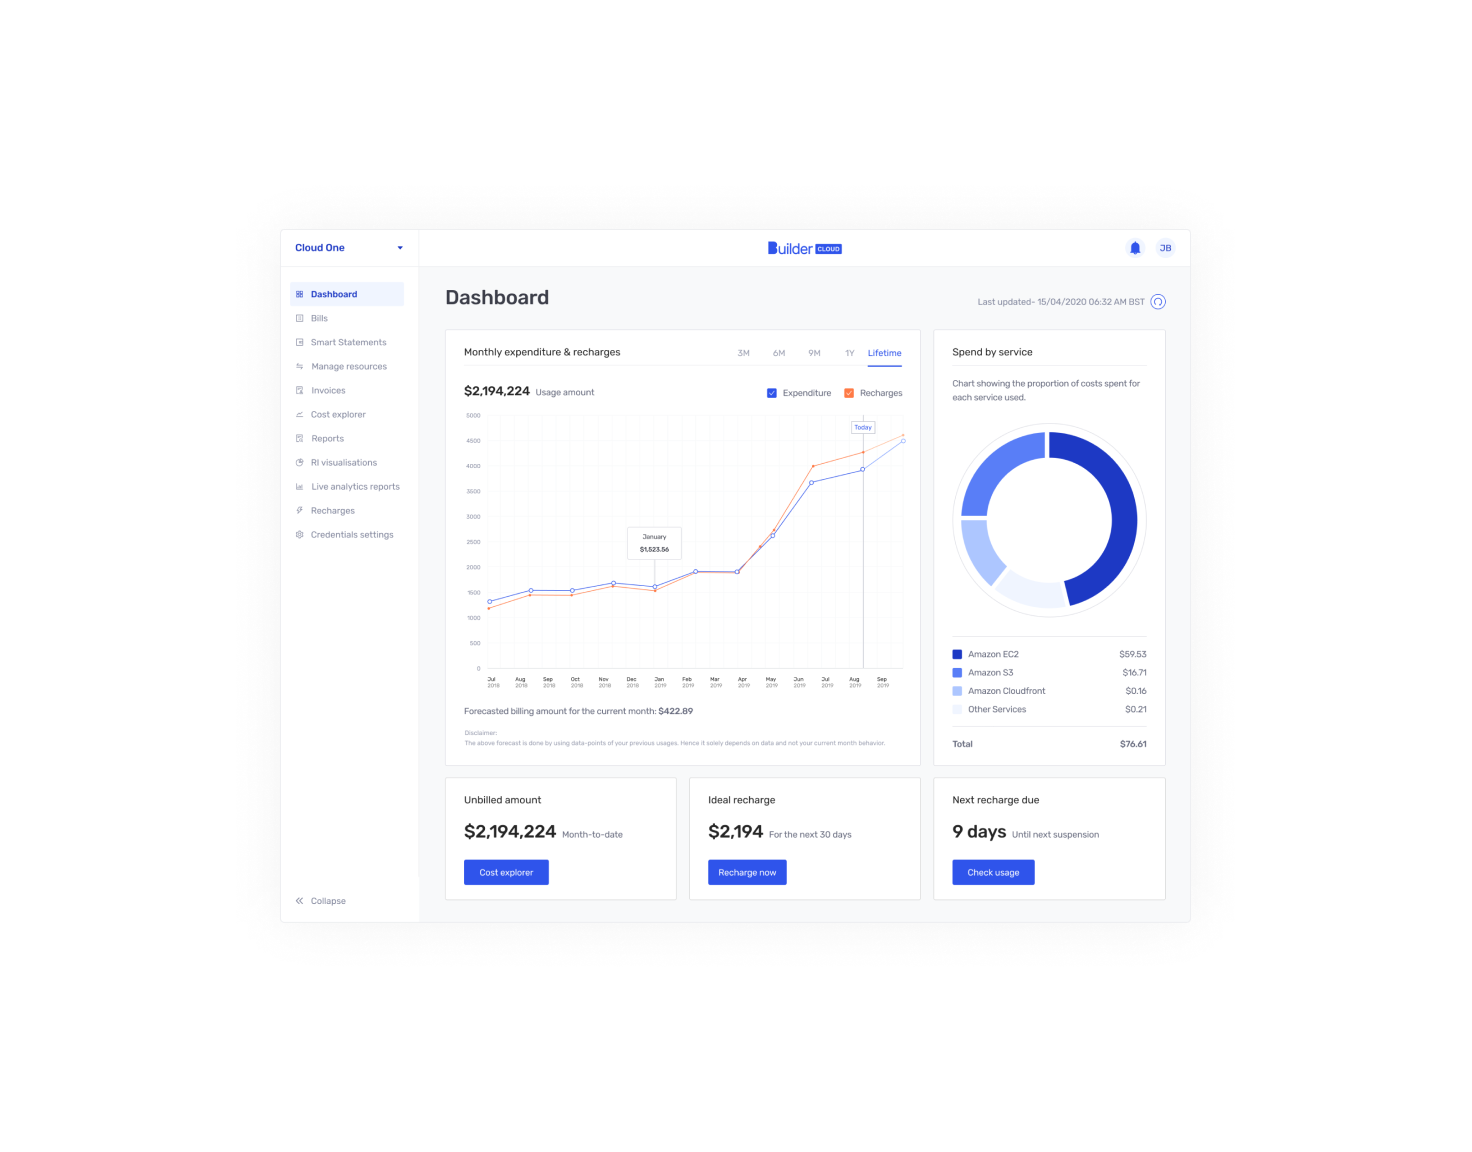 Cloud One
Builder CLOUD
JB
Dashboard
Bills
Smart Statements
Manage resources
Invoices
Cost explorer
Reports
RI visualisations
Live analytics reports
Recharges
Credentials settings
Collapse
Dashboard
Last updated- 15/04/2020 06:32 AM BST
Monthly expenditure & recharges
3M 6M 9M 1Y Lifetime
$2,194,224 Usage amount
Expenditure Recharges
5000
4500
4000
3500
3000
2500
2000
1500
1000
500
0
Today
January
$1,523.56
Jul Aug Sep Oct Nov Dec Jan Feb Mar Apr May Jun Jul Aug Sep
2018 2018 2018 2018 2018 2018 2019 2019 2019 2019 2019 2019 2019 2019 2019
Forecasted billing amount for the current month: $422.89
Disclaimer:
The above forecast is done by using data-points of your previous usages. Hence it solely depends on data and not your current month behavior.
Spend by service
Chart showing the proportion of costs spent for
each service used.
Amazon EC2 $59.53
Amazon S3 $16.71
Amazon Cloudfront $0.16
Other Services $0.21
Total $76.61
Unbilled amount
$2,194,224 Month-to-date
Cost explorer
Ideal recharge
$2,194 For the next 30 days
Recharge now
Next recharge due
9 days Until next suspension
Check usage